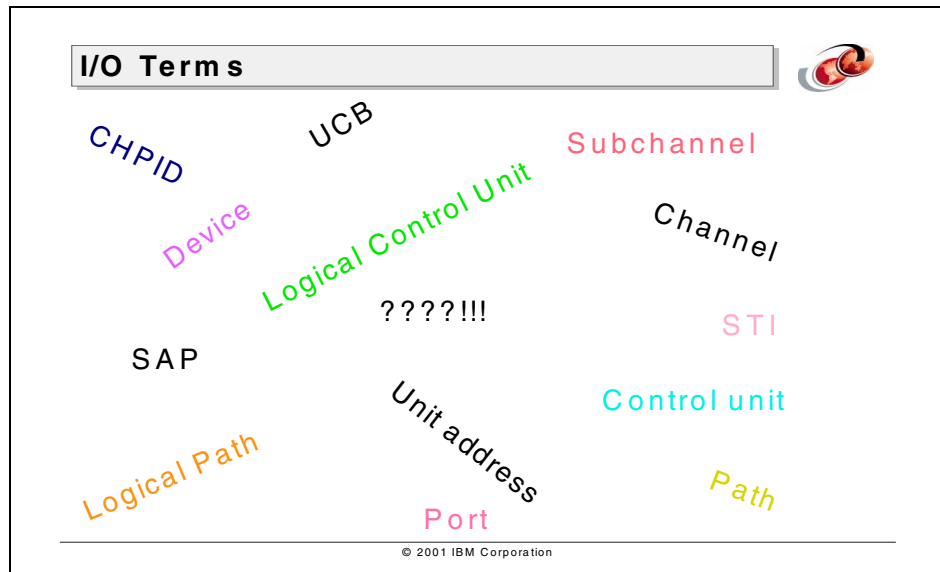 I/O Terms
CHPID
UCB
Subchannel
Device
Logical Control Unit
Channel
????!!!
STI
SAP
Unit address
Control unit
Logical Path
Path
Port
© 2001 IBM Corporation